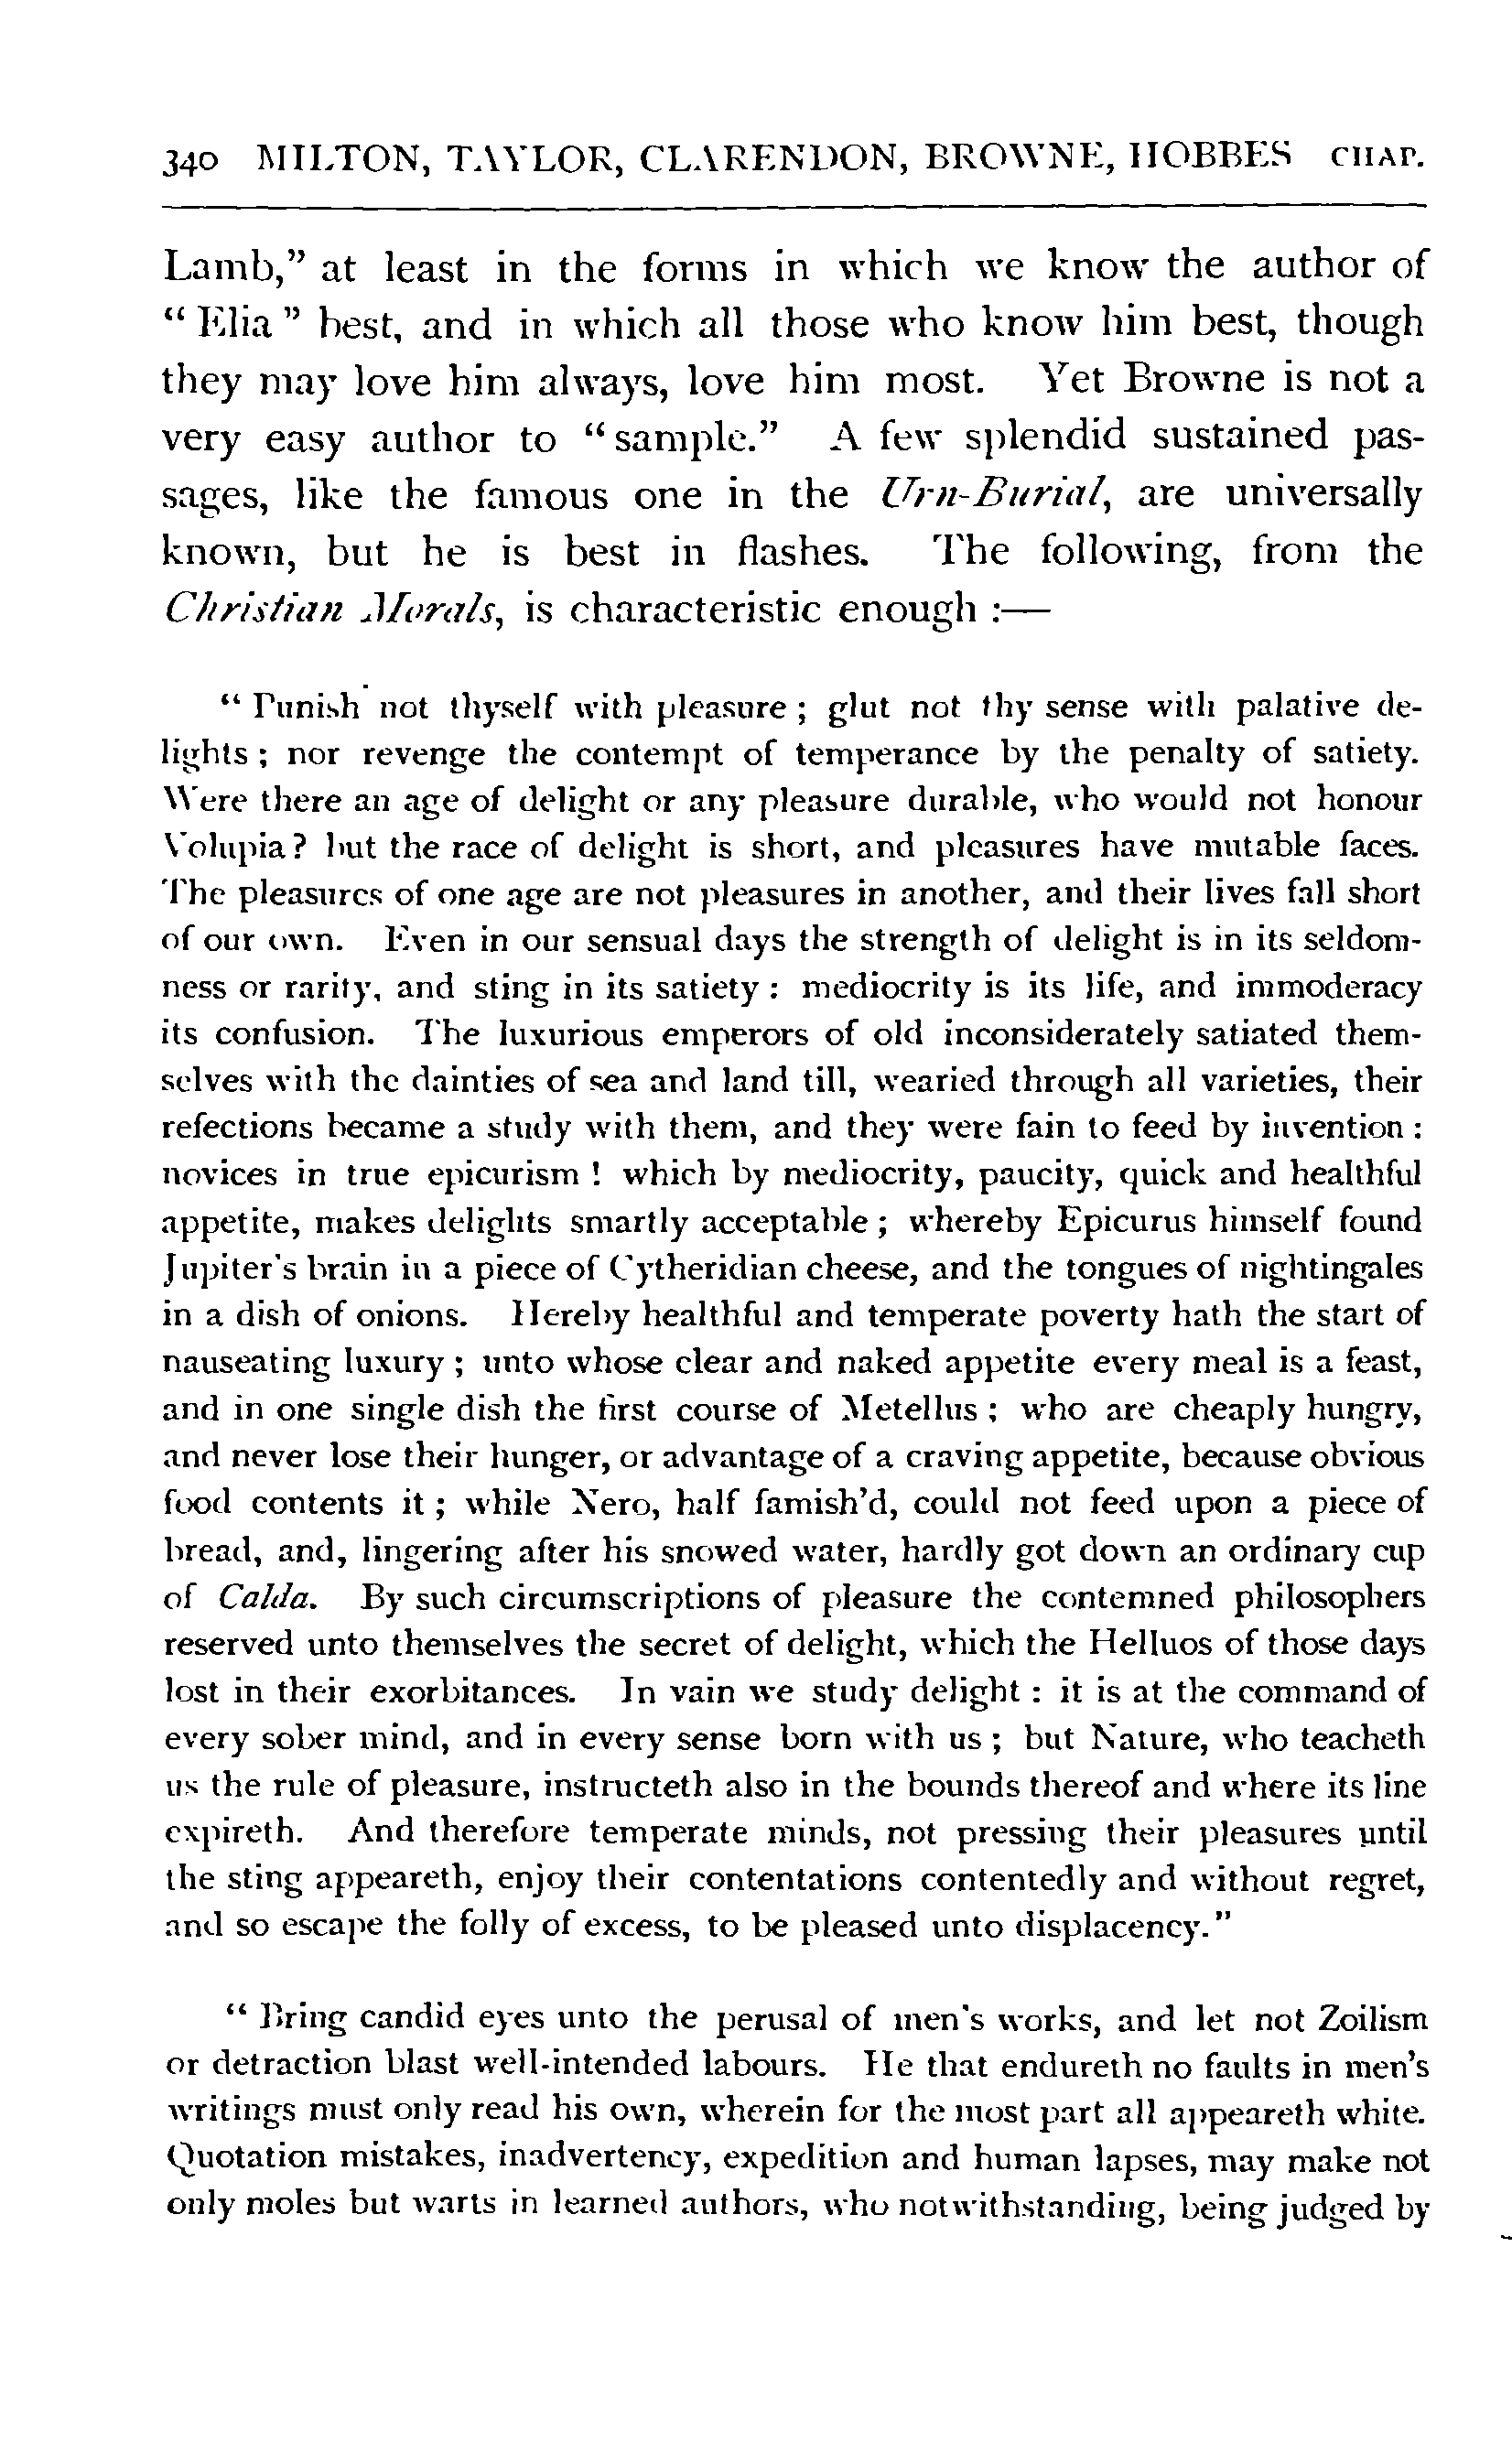 340 MILTON, TAYLOR, CLARENDON, BROWNE, HOBBES CHAP.
Lamb,” at least in the forms in which we know the author of
“ Elia ” best, and in which all those who know him best, though
they may love him always, love him most. Yet Browne is not a
very easy author to “ sample.” A few splendid sustained pas-
sages, like the famous one in the Urn-Burial, are universally
known, but he is best in flashes. The following, from the
Christian Morals, is characteristic enough :—
“ Punish not thyself with pleasure ; glut not thy sense with palative de-
lights ; nor revenge the contempt of temperance by the penalty of satiety.
Were there an age of delight or any pleasure durable, who would not honour
Volupia? but the race of delight is short, and pleasures have mutable faces.
The pleasures of one age are not pleasures in another, and their lives fall short
of our own. Even in our sensual days the strength of delight is in its seldom-
ness or rarity, and sting in its satiety : mediocrity is its life, and immoderacy
its confusion. The luxurious emperors of old inconsiderately satiated them-
selves with the dainties of sea and land till, wearied through all varieties, their
refections became a study with them, and they were fain to feed by invention :
novices in true epicurism ! which by mediocrity, paucity, quick and healthful
appetite, makes delights smartly acceptable ; whereby Epicurus himself found
Jupiter's brain in a piece of Cytheridian cheese, and the tongues of nightingales
in a dish of onions. Hereby healthful and temperate poverty hath the start of
nauseating luxury ; unto whose clear and naked appetite every meal is a feast,
and in one single dish the first course of Metellus ; who are cheaply hungry,
and never lose their hunger, or advantage of a craving appetite, because obvious
food contents it ; while Nero, half famish’d, could not feed upon a piece of
bread, and, lingering after his snowed water, hardly got down an ordinary cup
of Calda. By such circumscriptions of pleasure the contemned philosophers
reserved unto themselves the secret of delight, which the Helluos of those days
lost in their exorbitances. In vain we study delight : it is at the command of
every sober mind, and in every sense born with us ; but Nature, who teacheth
us the rule of pleasure, instructeth also in the bounds thereof and where its line
expireth. And therefore temperate minds, not pressing their pleasures until
the sting appeareth, enjoy their contentations contentedly and without regret,
and so escape the folly of excess, to be pleased unto displacency.”
“ Bring candid eyes unto the perusal of men's works, and let not Zoilism
or detraction blast well-intended labours. He that endureth no faults in men’s
writings must only read his own, wherein for the most part all appeareth white.
Quotation mistakes, inadvertency, expedition and human lapses, may make not
only moles but warts in learned authors, who notwithstanding, being judged by